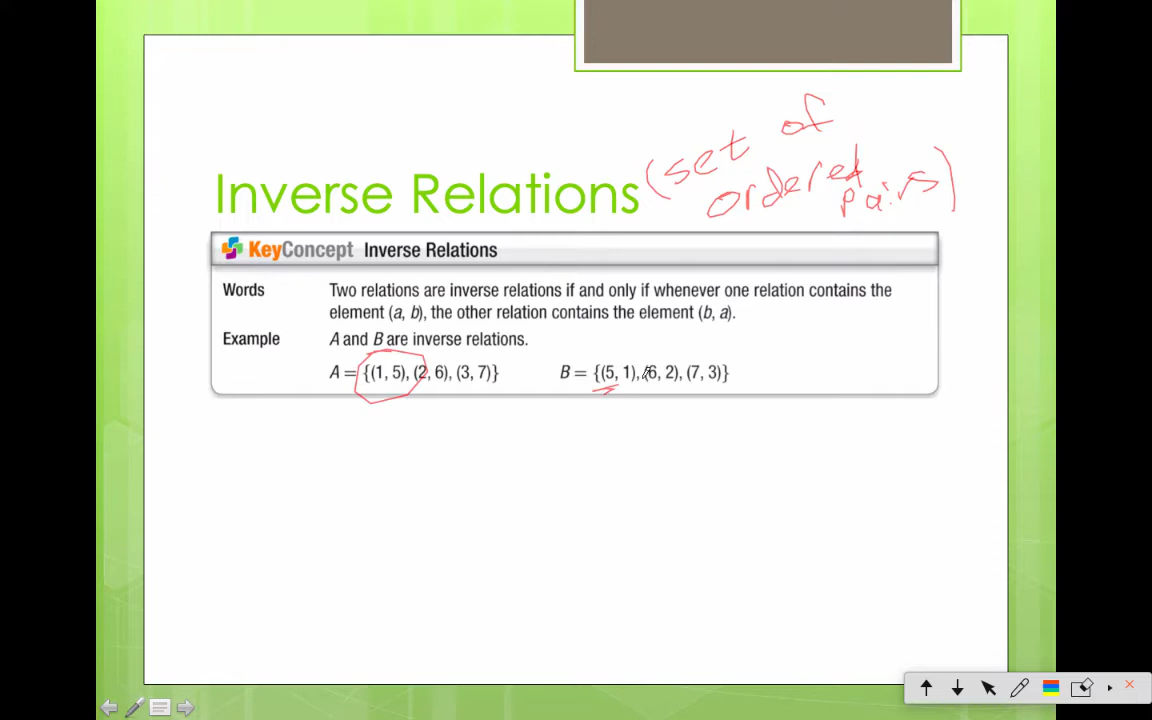 (set of
ordered
pairs)
Inverse Relations
KeyConcept Inverse Relations
Words Two relations are inverse relations if and only if whenever one relation contains the
element (a, b), the other relation contains the element (b, a).
Example A and B are inverse relations.
A = {(1, 5), (2, 6), (3, 7)} B = {(5, 1), (6, 2), (7, 3)}